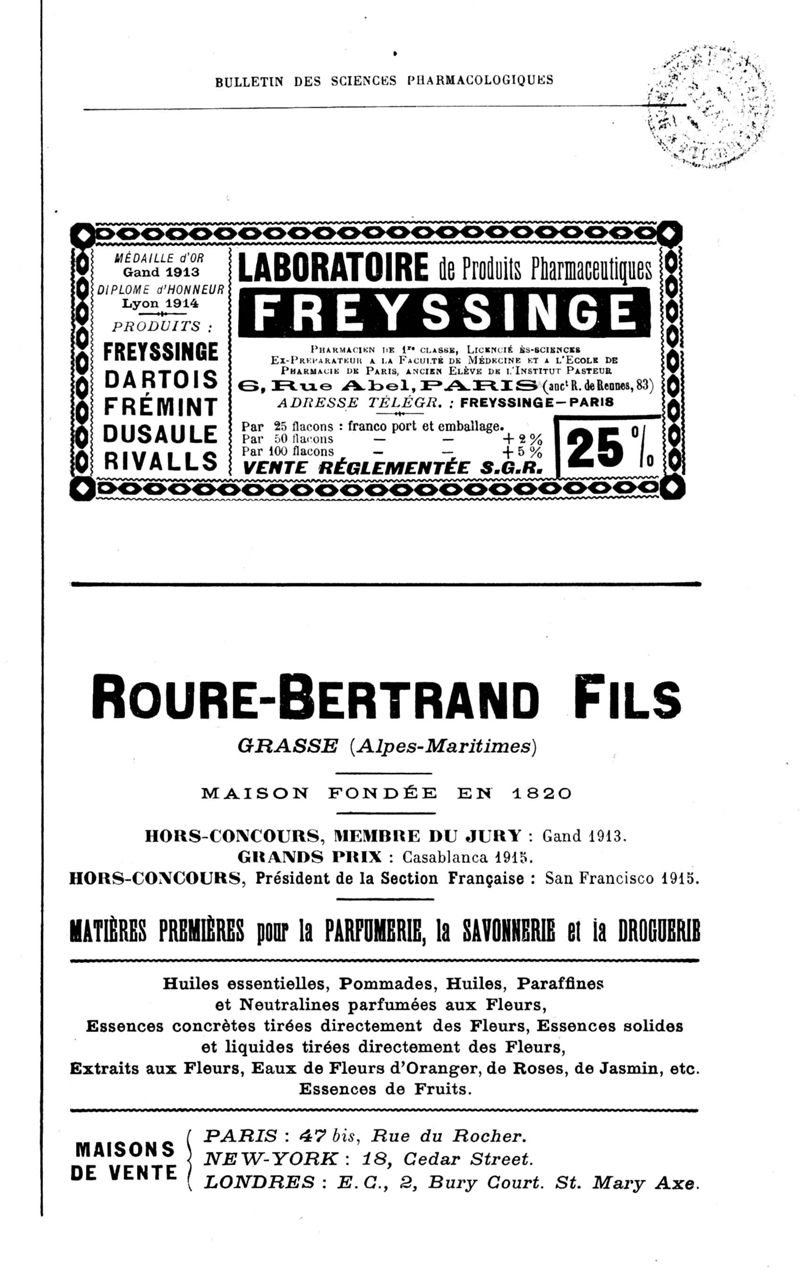 BULLETIN DES SCIENCES PHARMACOLOGIQUES
MÉDAILLE d'OR
Gand 1913
DIPLOME d'HONNEUR
Lyon 1914
PRODUITS :
FREYSSINGE
DARTOIS
FRÉMINT
DUSAULE
RIVALLS
LABORATOIRE de Produits Pharmaceutiques
FREYSSINGE
PHARMACIEN DE 1re CLASSE, LICENCIÉ ÈS-SCIENCES
EX-PRÉPARATEUR A LA FACULTÉ DE MÉDECINE ET A L'ECOLE DE
PHARMACIE DE PARIS, ANCIEN ELÈVE DE L'INSTITUT PASTEUR
6, Rue Abel, PARIS (anct R. de Rennes, 83)
ADRESSE TÉLÉGR. : FREYSSINGE—PARIS
Par 25 flacons : franco port et emballage.
Par 50 flacons — — + 2 %
Par 100 flacons — — + 5 %
VENTE RÉGLEMENTÉE S.G.R.
25 %
ROURE-BERTRAND FILS
GRASSE (Alpes-Maritimes)
MAISON FONDÉE EN 1820
HORS-CONCOURS, MEMBRE DU JURY : Gand 1913.
GRANDS PRIX : Casablanca 1915.
HORS-CONCOURS, Président de la Section Française : San Francisco 1915.
MATIÈRES PREMIÈRES pour la PARFUMERIE, la SAVONNERIE et la DROGUERIE
Huiles essentielles, Pommades, Huiles, Paraffines
et Neutralines parfumées aux Fleurs,
Essences concrètes tirées directement des Fleurs, Essences solides
et liquides tirées directement des Fleurs,
Extraits aux Fleurs, Eaux de Fleurs d'Oranger, de Roses, de Jasmin, etc.
Essences de Fruits.
MAISONS
DE VENTE
PARIS : 47 bis, Rue du Rocher.
NEW-YORK : 18, Cedar Street.
LONDRES : E. C., 2, Bury Court. St. Mary Axe.